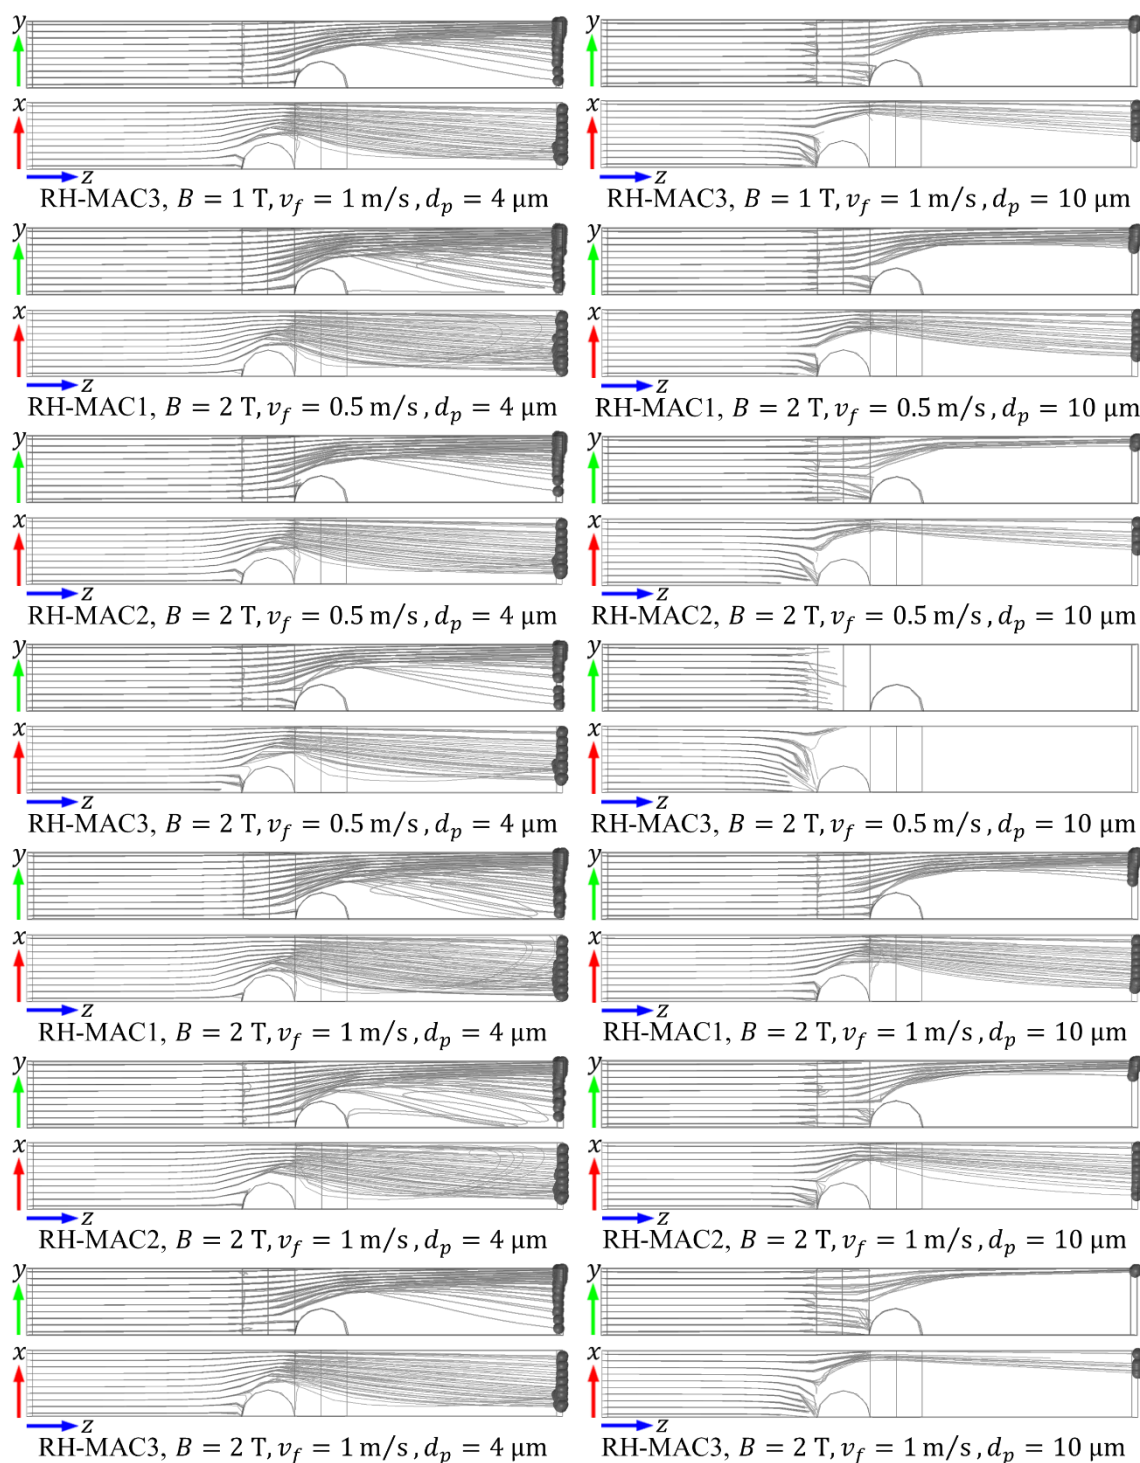 y y
x x
z z
RH-MAC3, B = 1 T, v_f = 1 m/s, d_p = 4 μm RH-MAC3, B = 1 T, v_f = 1 m/s, d_p = 10 μm
y y
x x
z z
RH-MAC1, B = 2 T, v_f = 0.5 m/s, d_p = 4 μm RH-MAC1, B = 2 T, v_f = 0.5 m/s, d_p = 10 μm
y y
x x
z z
RH-MAC2, B = 2 T, v_f = 0.5 m/s, d_p = 4 μm RH-MAC2, B = 2 T, v_f = 0.5 m/s, d_p = 10 μm
y y
x x
z z
RH-MAC3, B = 2 T, v_f = 0.5 m/s, d_p = 4 μm RH-MAC3, B = 2 T, v_f = 0.5 m/s, d_p = 10 μm
y y
x x
z z
RH-MAC1, B = 2 T, v_f = 1 m/s, d_p = 4 μm RH-MAC1, B = 2 T, v_f = 1 m/s, d_p = 10 μm
y y
x x
z z
RH-MAC2, B = 2 T, v_f = 1 m/s, d_p = 4 μm RH-MAC2, B = 2 T, v_f = 1 m/s, d_p = 10 μm
y y
x x
z z
RH-MAC3, B = 2 T, v_f = 1 m/s, d_p = 4 μm RH-MAC3, B = 2 T, v_f = 1 m/s, d_p = 10 μm